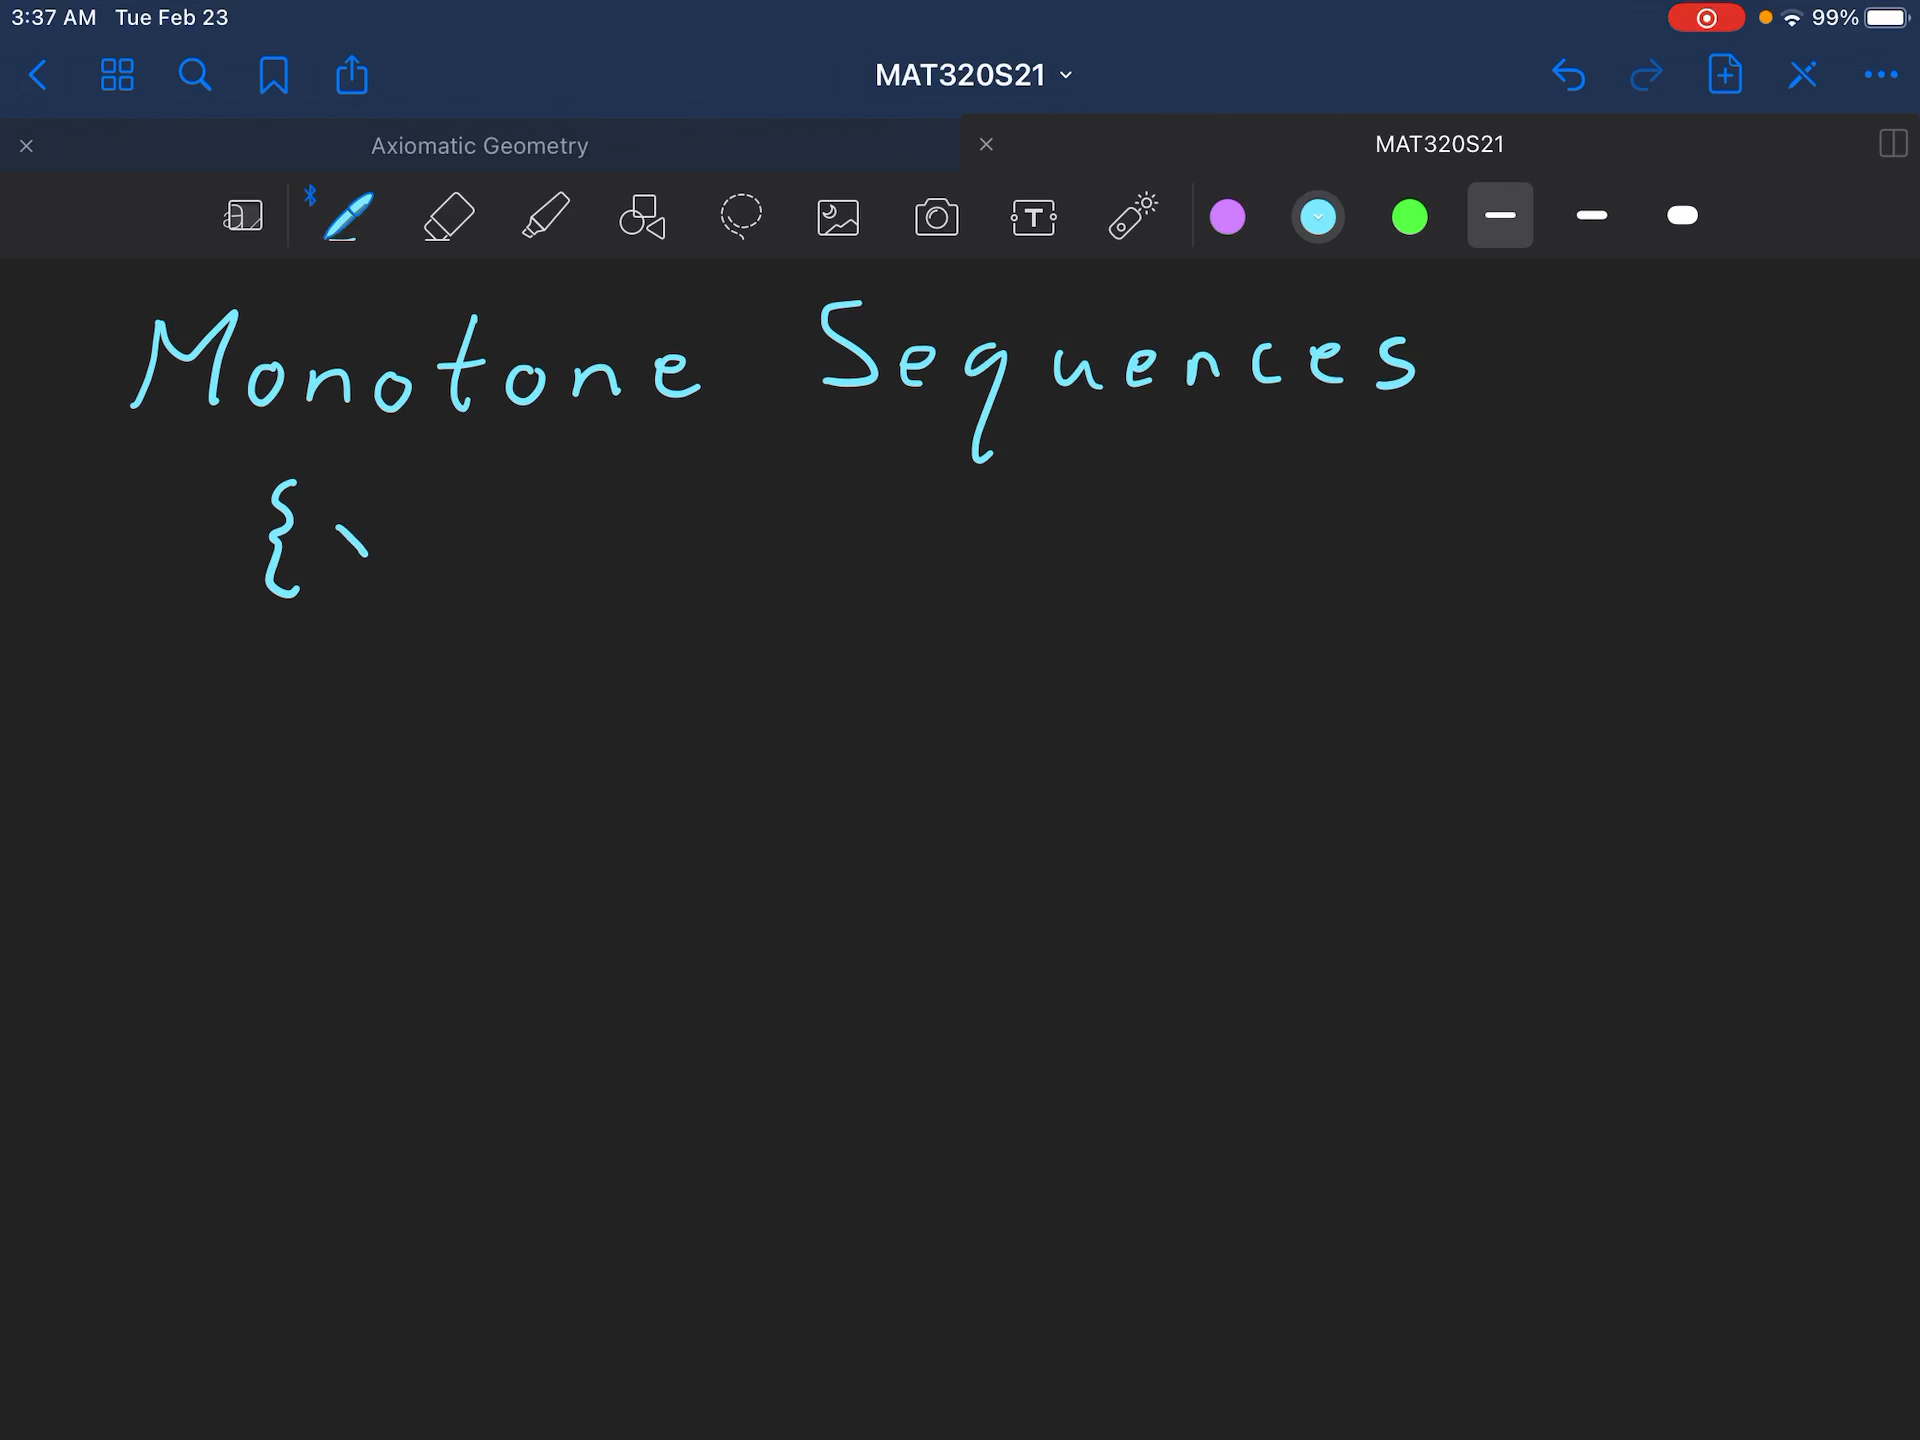 3:37 AM Tue Feb 23 99%
MAT320S21
Axiomatic Geometry MAT320S21
Monotone Sequences
{